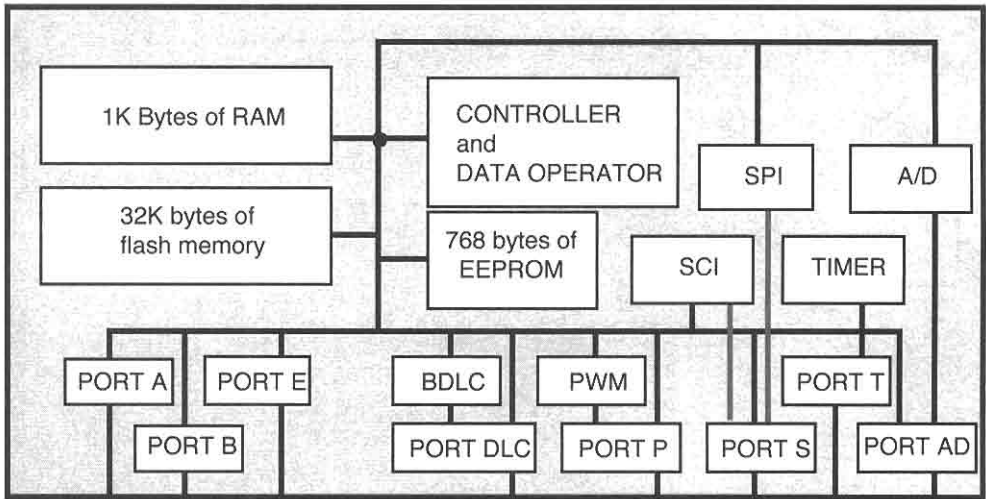 1K Bytes of RAM
CONTROLLER
and
DATA OPERATOR
SPI
A/D
32K bytes of
flash memory
768 bytes of
EEPROM
SCI
TIMER
PORT A
PORT E
BDLC
PWM
PORT T
PORT B
PORT DLC
PORT P
PORT S
PORT AD